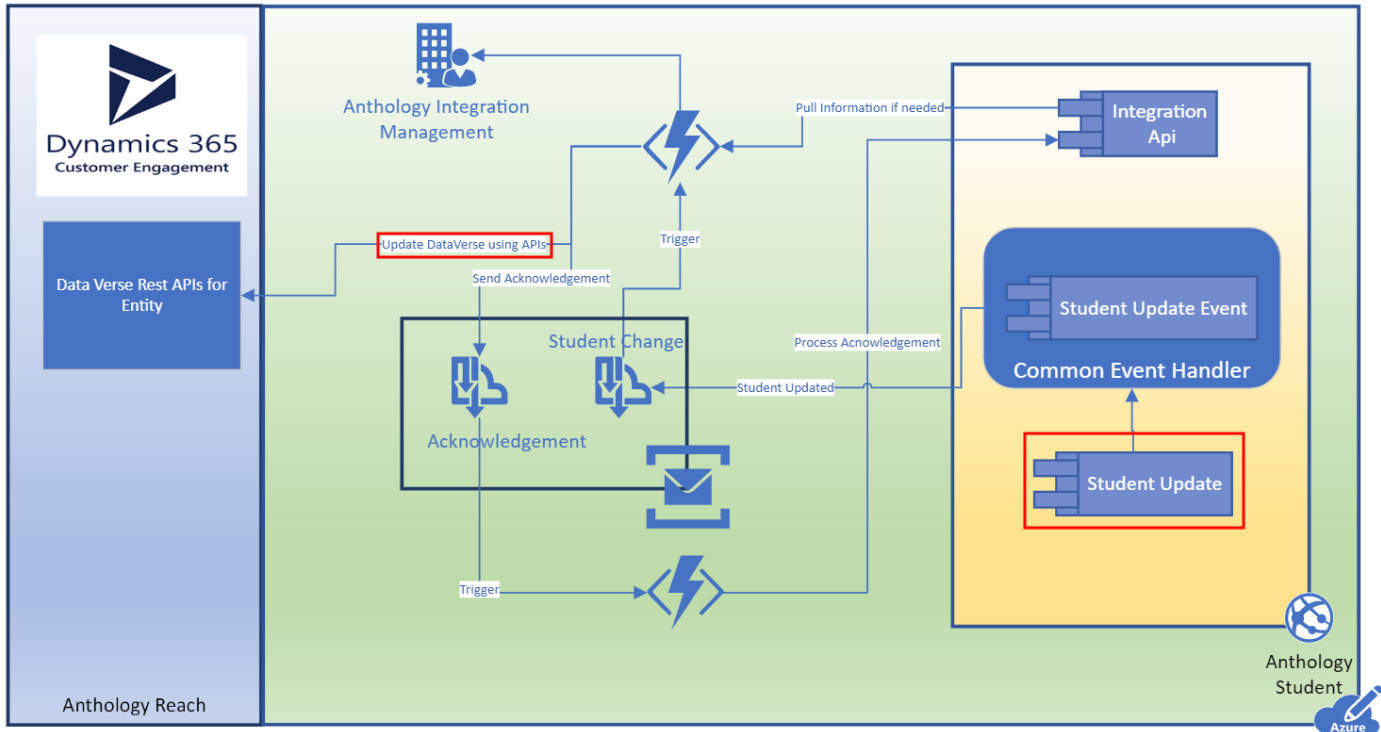 Dynamics 365
Customer Engagement
Data Verse Rest APIs for
Entity
Anthology Reach
Anthology Integration
Management
Pull Information if needed
Integration
Api
Update DataVerse using APIs
Trigger
Send Acknowledgement
Student Change
Process Acnowledgement
Student Update Event
Common Event Handler
Student Updated
Acknowledgement
Student Update
Trigger
Anthology
Student
Azure